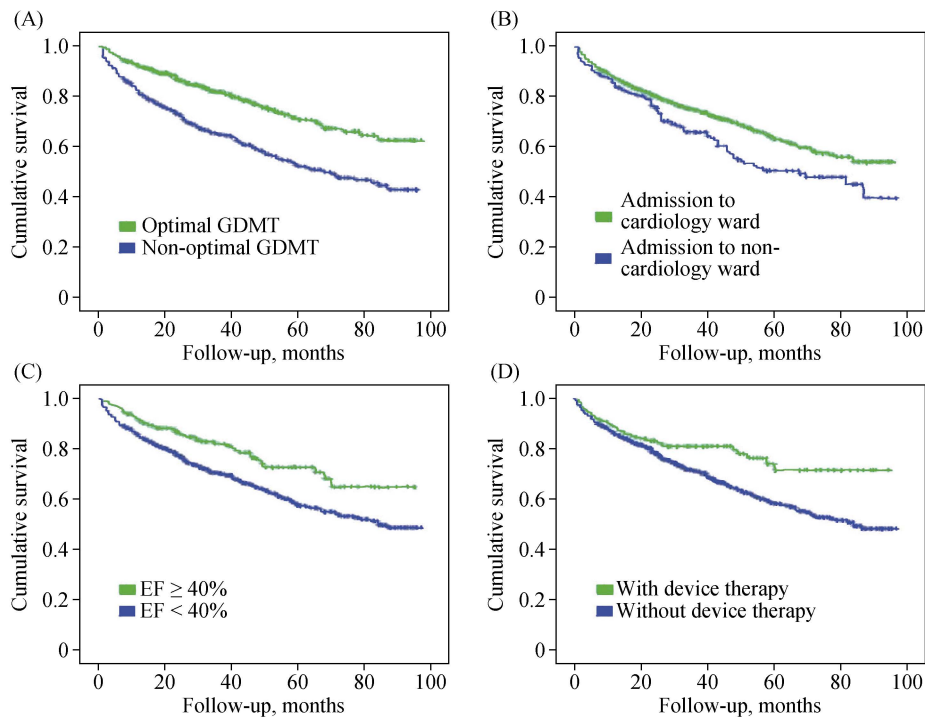 (A)
Cumulative survival
1.0
0.8
0.6
0.4
0.2
0
Optimal GDMT
Non-optimal GDMT
0 20 40 60 80 100
Follow-up, months
(B)
Cumulative survival
1.0
0.8
0.6
0.4
0.2
0
Admission to
cardiology ward
Admission to non-
cardiology ward
0 20 40 60 80 100
Follow-up, months
(C)
Cumulative survival
1.0
0.8
0.6
0.4
0.2
0
EF ≥ 40%
EF < 40%
0 20 40 60 80 100
Follow-up, months
(D)
Cumulative survival
1.0
0.8
0.6
0.4
0.2
0
With device therapy
Without device therapy
0 20 40 60 80 100
Follow-up, months